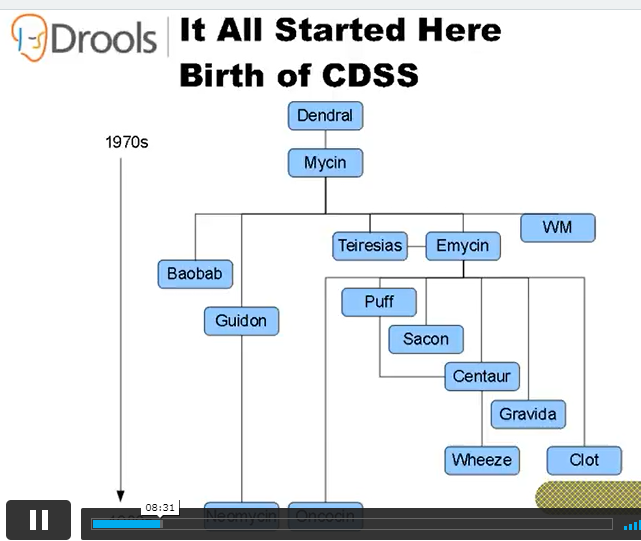 Drools
It All Started Here
Birth of CDSS
Dendral
1970s
Mycin
WM
Teiresias
Emycin
Baobab
Puff
Guidon
Sacon
Centaur
Gravida
Wheeze
Clot
08:31
Neomycin
Oncocin